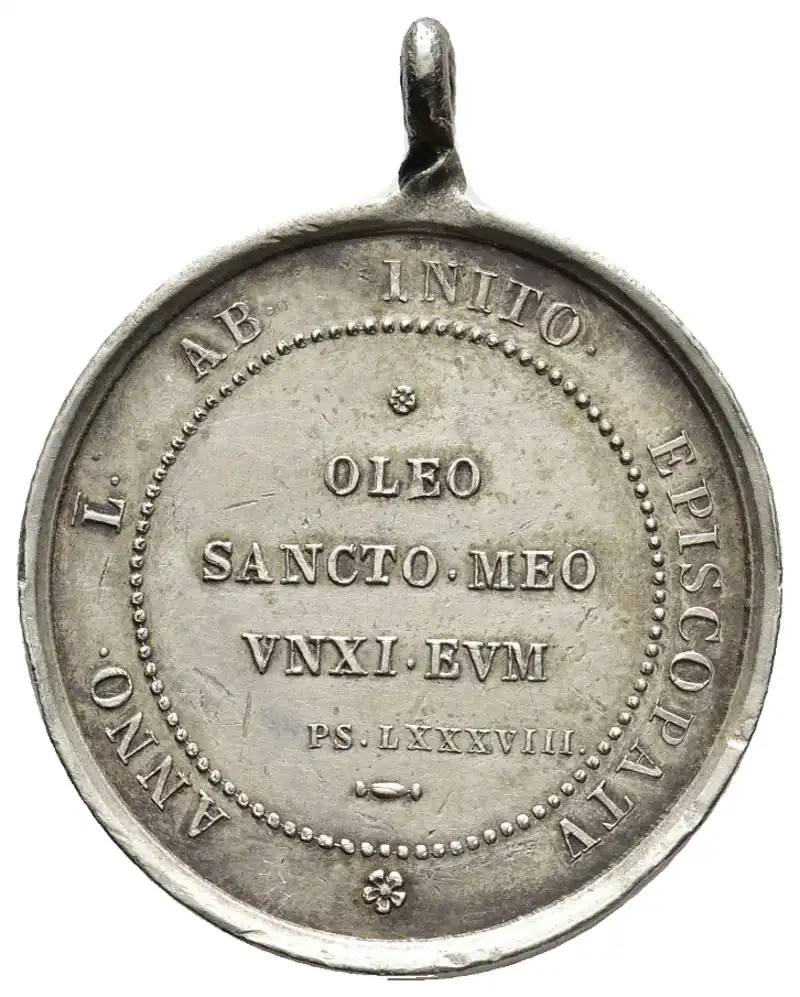 ANNO. L̄. AB. INITO. EPISCOPATV
OLEO
SANCTO.MEO
VNXI.EVM
PS.LXXXVIII.